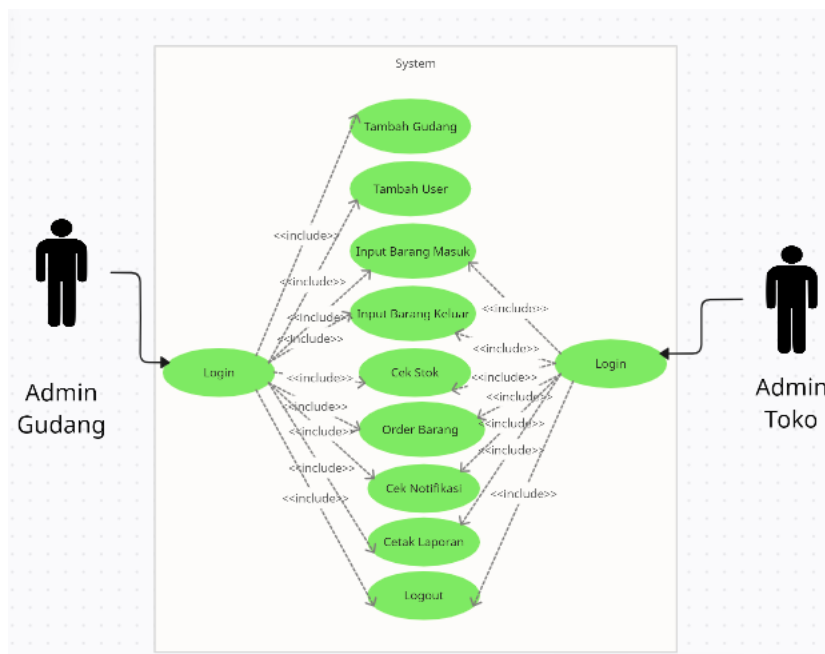 System
Tambah Gudang
Tambah User
<<include>>
Input Barang Masuk
<<include>>
<<include>>
Input Barang Keluar
<<include>>
<<include>>
<<include>>
Login
Cek Stok
Login
<<include>>
<<include>>
Admin
Gudang
Admin
Toko
<<include>>
<<include>>
Order Barang
<<include>>
<<include>>
<<include>>
<<include>>
Cek Notifikasi
<<include>>
<<include>>
Cetak Laporan
Logout